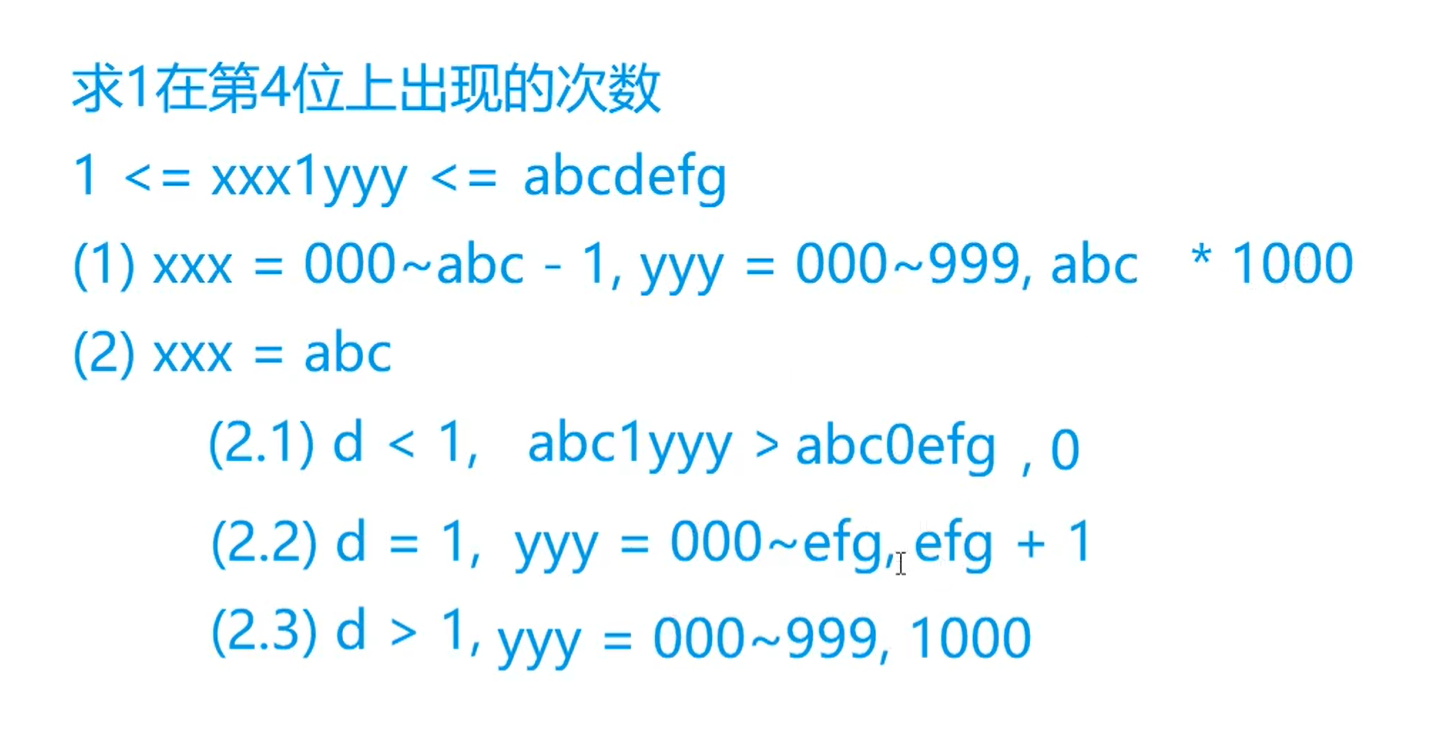 求1在第4位上出现的次数
1 <= xxx1yyy <= abcdefg
(1) xxx = 000~abc - 1, yyy = 000~999, abc * 1000
(2) xxx = abc
(2.1) d < 1, abc1yyy > abc0efg , 0
(2.2) d = 1, yyy = 000~efg, efg + 1
(2.3) d > 1, yyy = 000~999, 1000